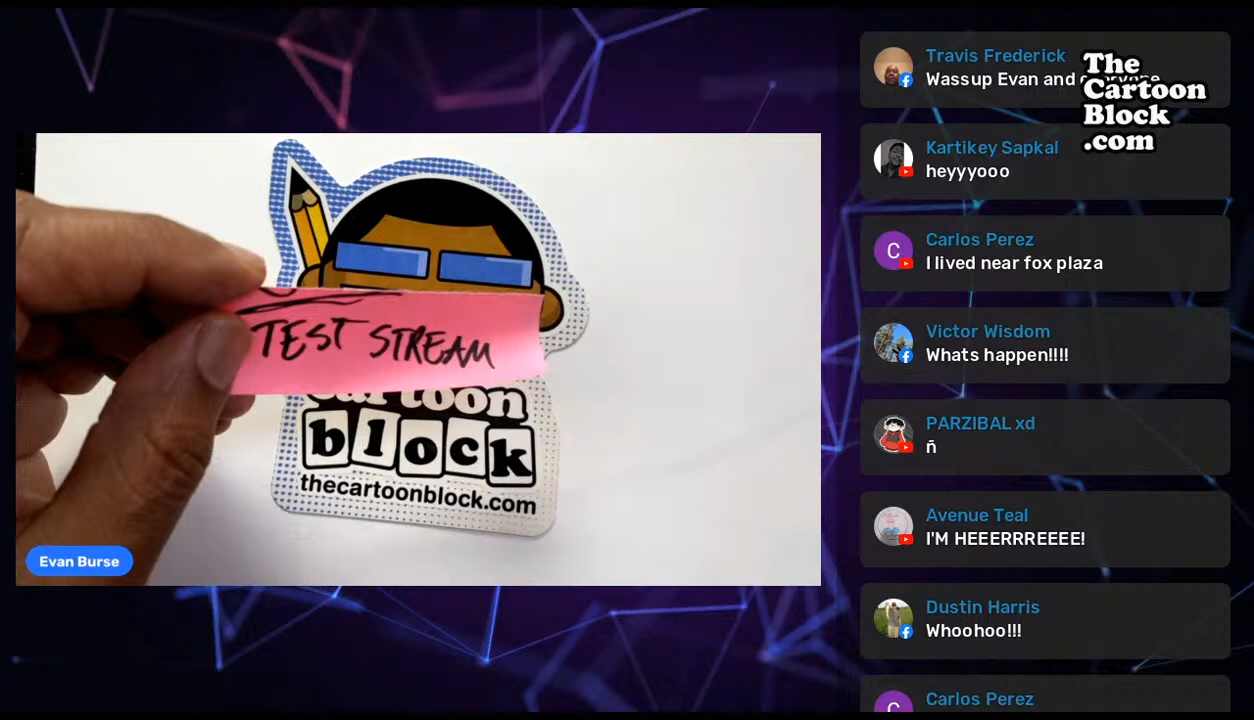 TEST STREAM
cartoon
block
thecartoonblock.com
Evan Burse
Travis Frederick
Wassup Evan and everyone
The
Cartoon
Block
.com
Kartikey Sapkal
heyyyooo
Carlos Perez
I lived near fox plaza
Victor Wisdom
Whats happen!!!!
PARZIBAL xd
ñ
Avenue Teal
I'M HEEERRREEEE!
Dustin Harris
Whoohoo!!!
Carlos Perez